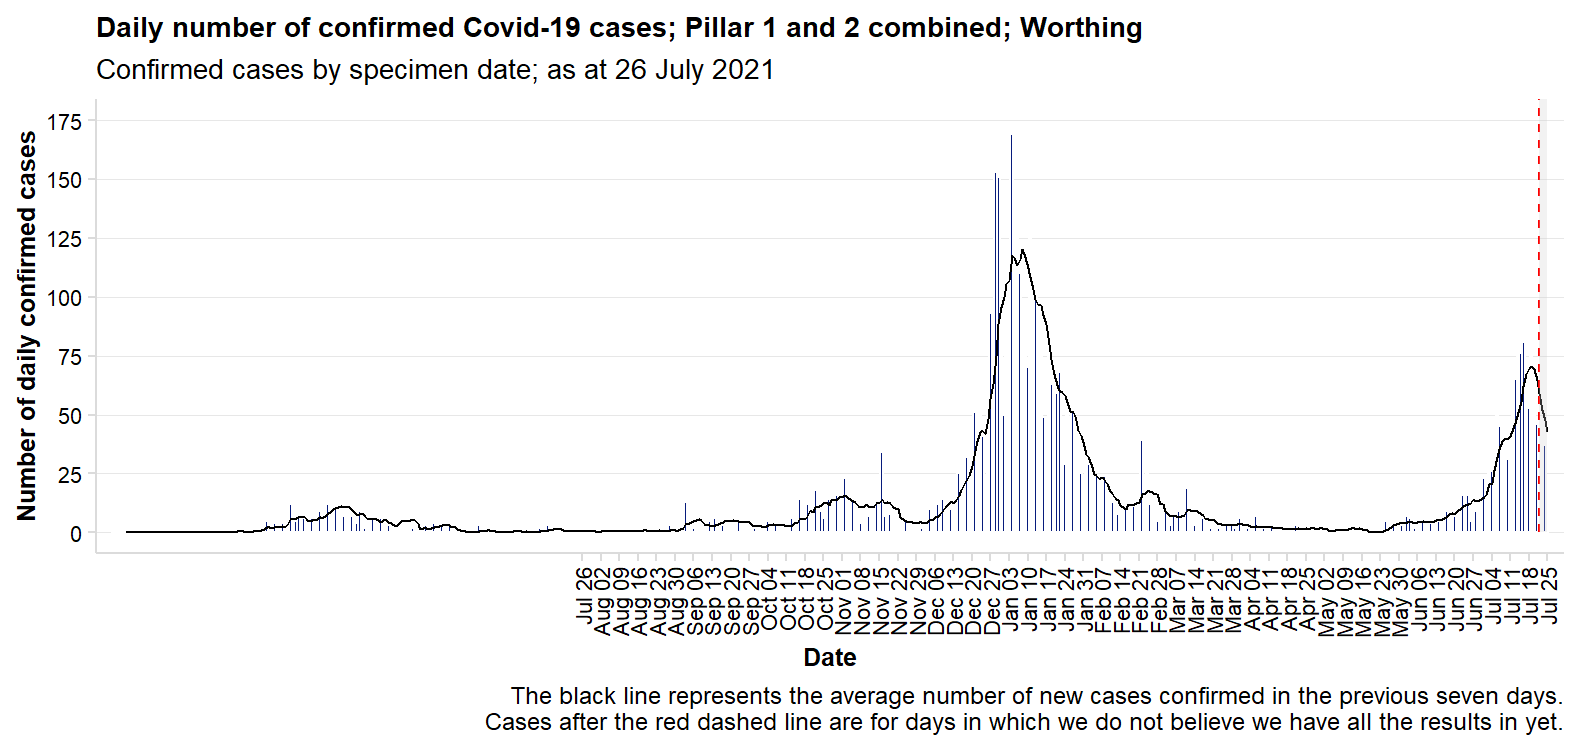 Daily number of confirmed Covid-19 cases; Pillar 1 and 2 combined; Worthing
Confirmed cases by specimen date; as at 26 July 2021
Number of daily confirmed cases
175
150
125
100
75
50
25
0
Jul 26
Aug 02
Aug 09
Aug 16
Aug 23
Aug 30
Sep 06
Sep 13
Sep 20
Sep 27
Oct 04
Oct 11
Oct 18
Oct 25
Nov 01
Nov 08
Nov 15
Nov 22
Nov 29
Dec 06
Dec 13
Dec 20
Dec 27
Jan 03
Jan 10
Jan 17
Jan 24
Jan 31
Feb 07
Feb 14
Feb 21
Feb 28
Mar 07
Mar 14
Mar 21
Mar 28
Apr 04
Apr 11
Apr 18
Apr 25
May 02
May 09
May 16
May 23
May 30
Jun 06
Jun 13
Jun 20
Jun 27
Jul 04
Jul 11
Jul 18
Jul 25
Date
The black line represents the average number of new cases confirmed in the previous seven days.
Cases after the red dashed line are for days in which we do not believe we have all the results in yet.